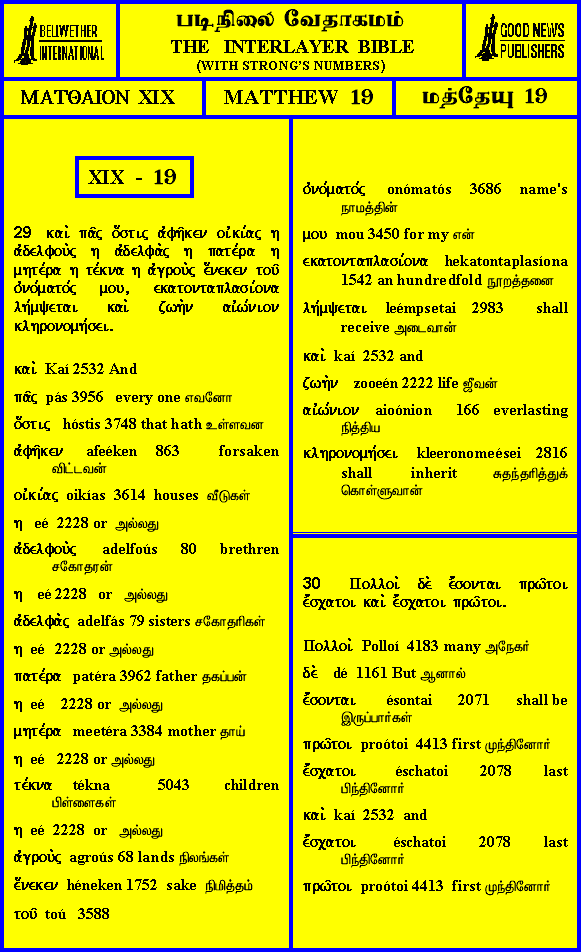 BELIWETHER
INTERNATIONAL
படிநிலை வேதாகமம்
THE INTERLAYER BIBLE
(WITH STRONG'S NUMBERS)
GOOD NEWS
PUBLISHERS
ΜΑΤΘΑΙΟΝ XIX
MATTHEW 19
மத்தேயு 19
XIX - 19
29 καὶ πᾶς ὅστις ἀφῆκεν οἰκίας η
ἀδελφοὺς η ἀδελφὰς η πατέρα η
μητέρα η τέκνα η ἀγροὺς ἕνεκεν τοῦ
ὀνόματός μου, εκατονταπλασίονα
λήμψεται καὶ ζωὴν αἰώνιον
κληρονομήσει.
καὶ Kaí 2532 And
πᾶς pás 3956 every one எவனோ
ὅστις hóstis 3748 that hath உள்ளவன
ἀφῆκεν afeéken 863 forsaken
விட்டவன்
οἰκίας oikías 3614 houses வீடுகள்
η eé 2228 or அல்லது
ἀδελφοὺς adelfoús 80 brethren
சகோதரன்
η eé 2228 or அல்லது
ἀδελφὰς adelfás 79 sisters சகோதரிகள்
η eé 2228 or அல்லது
πατέρα patéra 3962 father தகப்பன்
η eé 2228 or அல்லது
μητέρα meetéra 3384 mother தாய்
η eé 2228 or அல்லது
τέκνα tékna 5043 children
பிள்ளைகள்
η eé 2228 or அல்லது
ἀγροὺς agroús 68 lands நிலங்கள்
ἕνεκεν héneken 1752 sake நிமித்தம்
τοῦ toú 3588
ὀνόματός onómatós 3686 name's
நாமத்தின்
μου mou 3450 for my என்
εκατονταπλασίονα hekatontaplasíona
1542 an hundredfold நூறத்தனை
λήμψεται leémpsetai 2983 shall
receive அடைவான்
καὶ kaí 2532 and
ζωὴν zooeén 2222 life ஜீவன்
αἰώνιον aioónion 166 everlasting
நித்திய
κληρονομήσει kleeronomeései 2816
shall inherit சுதந்தரித்துக்
கொள்ளுவான்
30 Πολλοὶ δὲ ἔσονται πρῶτοι
ἔσχατοι καὶ ἔσχατοι πρῶτοι.
Πολλοὶ Polloí 4183 many அநேகர்
δὲ dé 1161 But ஆனால்
ἔσονται ésontai 2071 shall be
இருப்பார்கள்
πρῶτοι proótoi 4413 first முந்தினோர்
ἔσχατοι éschatoi 2078 last
பிந்தினோர்
καὶ kaí 2532 and
ἔσχατοι éschatoi 2078 last
பிந்தினோர்
πρῶτοι proótoi 4413 first முந்தினோர்